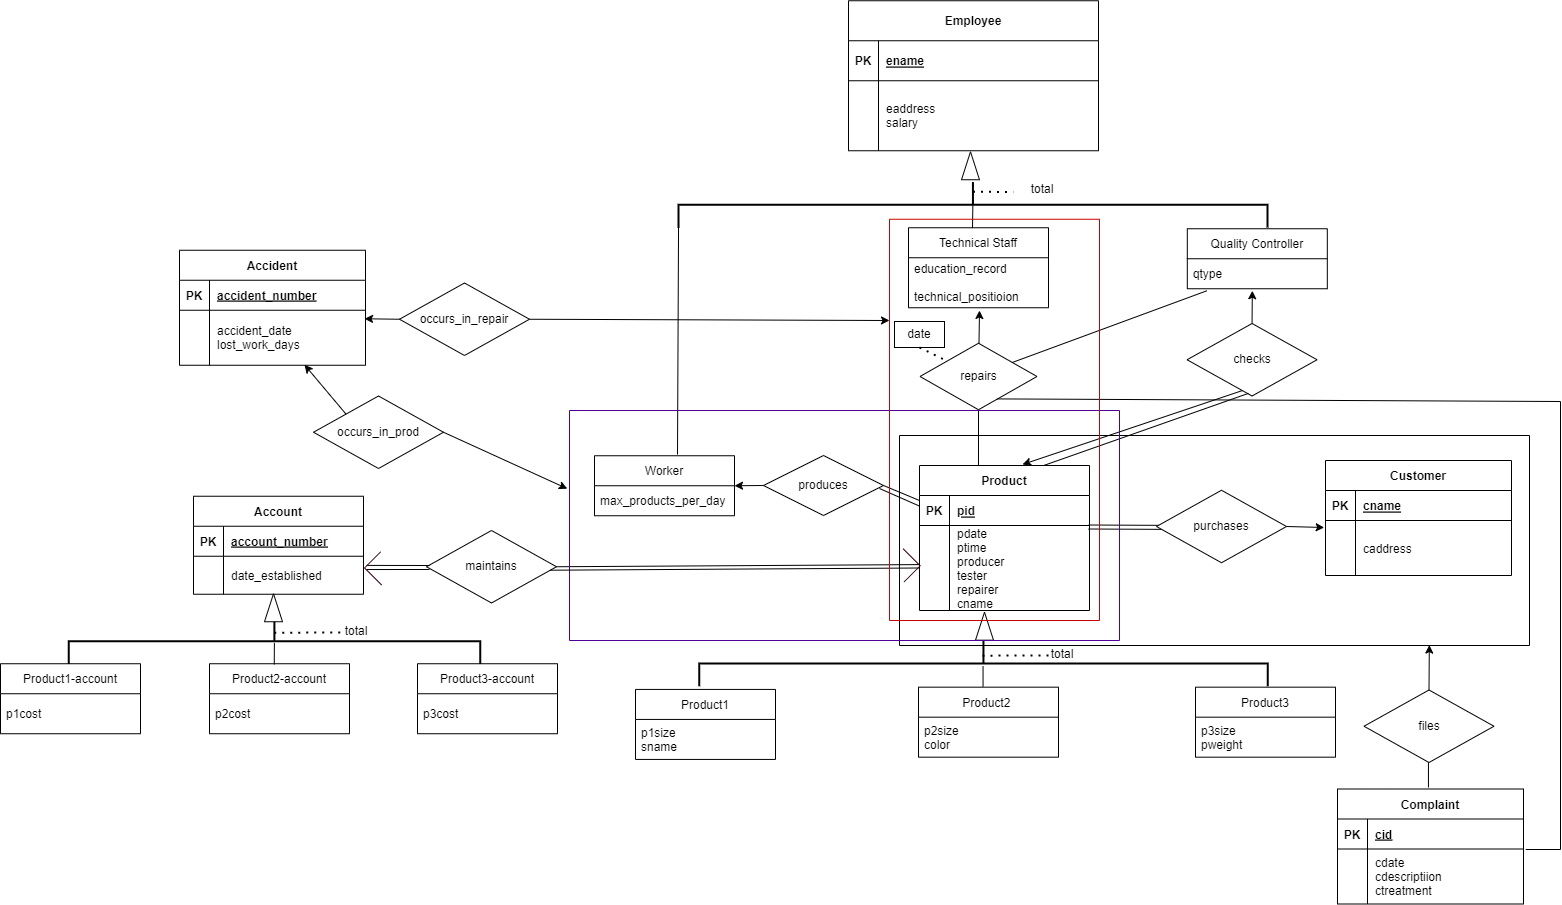 Employee
PK
ename
eaddress
salary
total
Technical Staff
education_record
technical_positioion
Quality Controller
qtype
Accident
PK
accident_number
accident_date
lost_work_days
occurs_in_repair
date
repairs
checks
occurs_in_prod
Worker
max_products_per_day
produces
Product
PK
pid
pdate
ptime
producer
tester
repairer
cname
purchases
Customer
PK
cname
caddress
Account
PK
account_number
date_established
maintains
total
total
Product1-account
p1cost
Product2-account
p2cost
Product3-account
p3cost
Product1
p1size
sname
Product2
p2size
color
Product3
p3size
pweight
files
Complaint
PK
cid
cdate
cdescriptiion
ctreatment